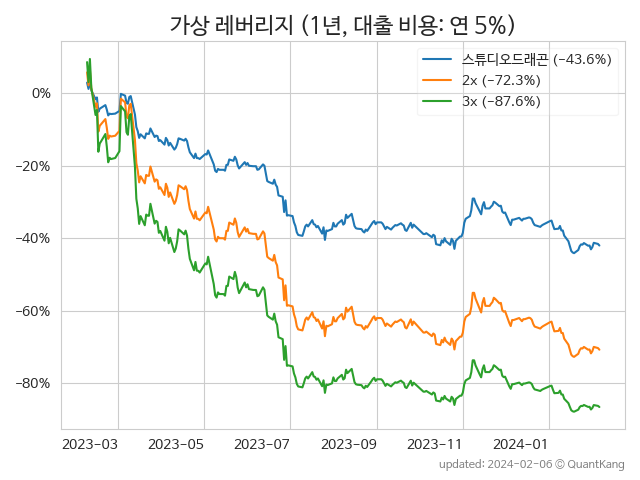 가상 레버리지 (1년, 대출 비용: 연 5%)
스튜디오드래곤 (−43.6%)
2x (−72.3%)
3x (−87.6%)
0%
−20%
−40%
−60%
−80%
2023-03 2023-05 2023-07 2023-09 2023-11 2024-01
updated: 2024-02-06 © QuantKang